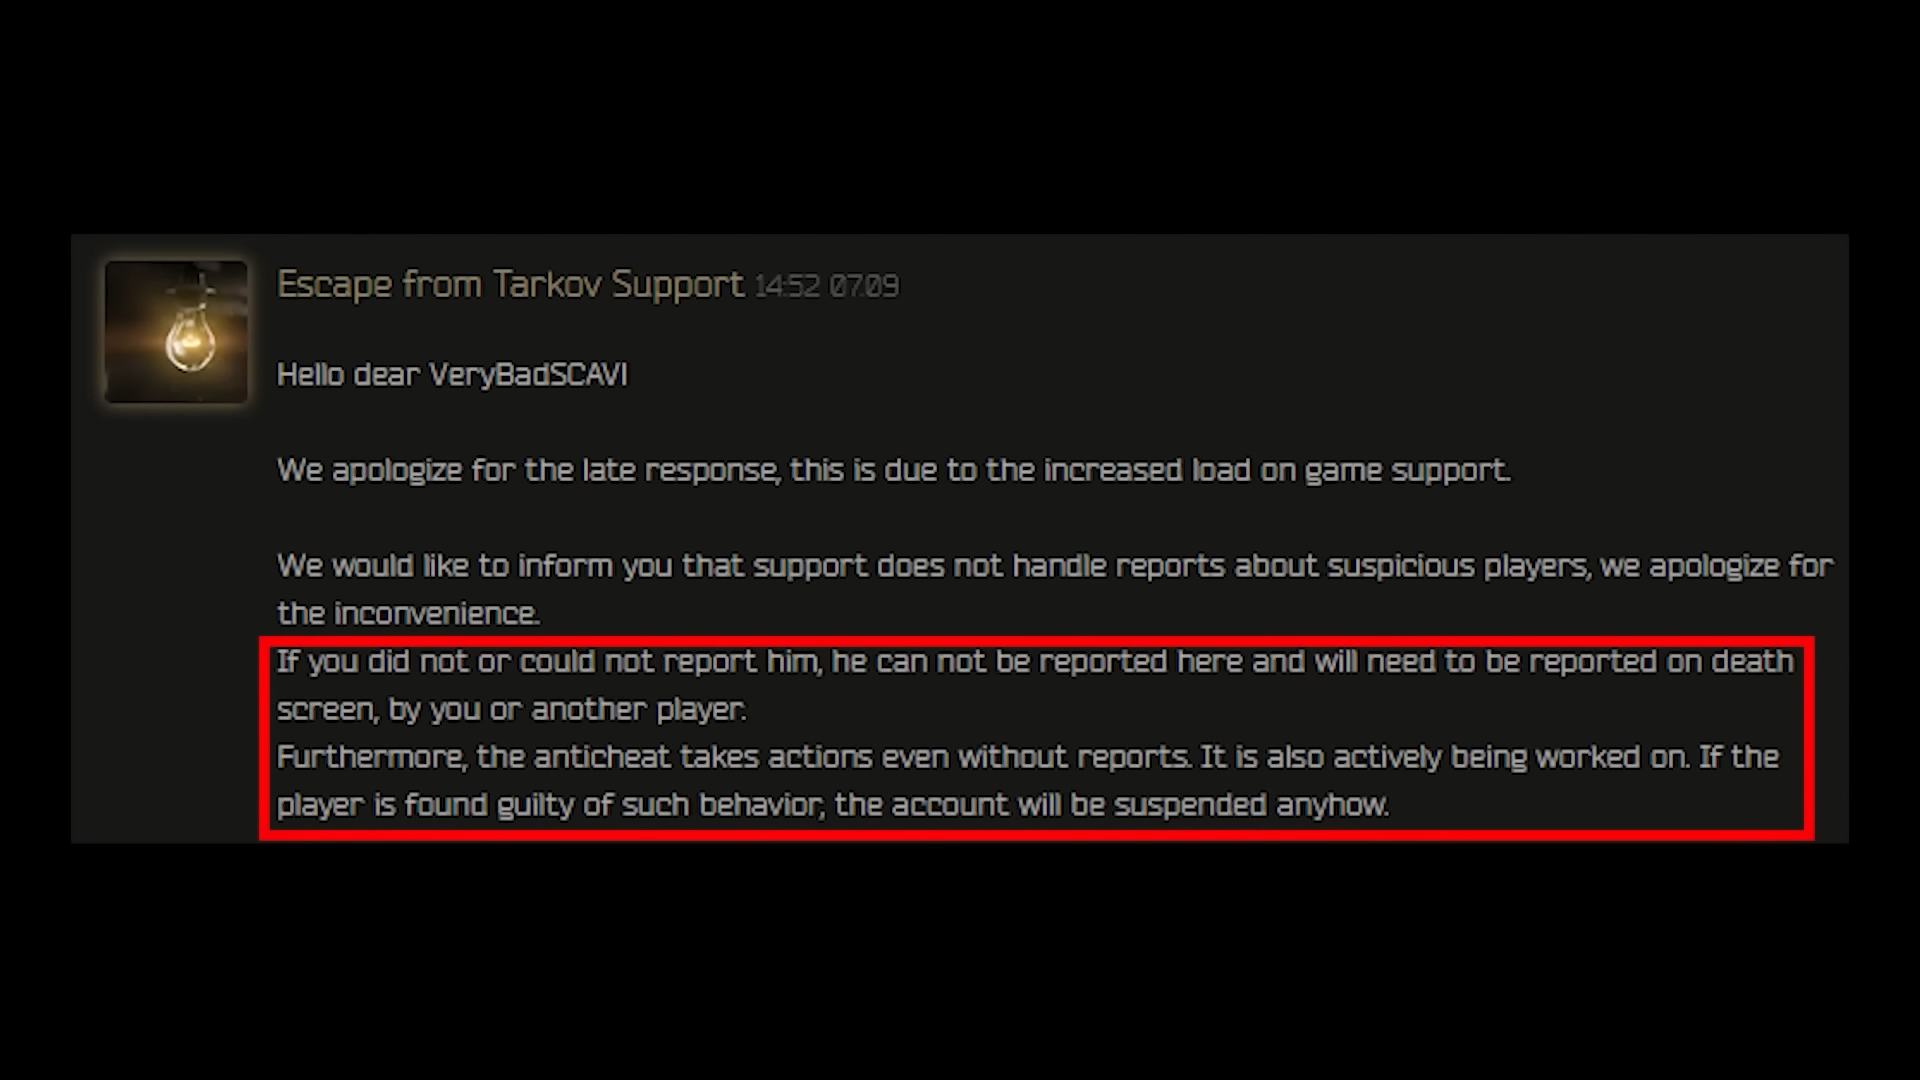 Escape from Tarkov Support 14:52 07.09
Hello dear VeryBadSCAV!
We apologize for the late response, this is due to the increased load on game support.
We would like to inform you that support does not handle reports about suspicious players, we apologize for
the inconvenience.
If you did not or could not report him, he can not be reported here and will need to be reported on death
screen, by you or another player.
Furthermore, the anticheat takes actions even without reports. It is also actively being worked on. If the
player is found guilty of such behavior, the account will be suspended anyhow.